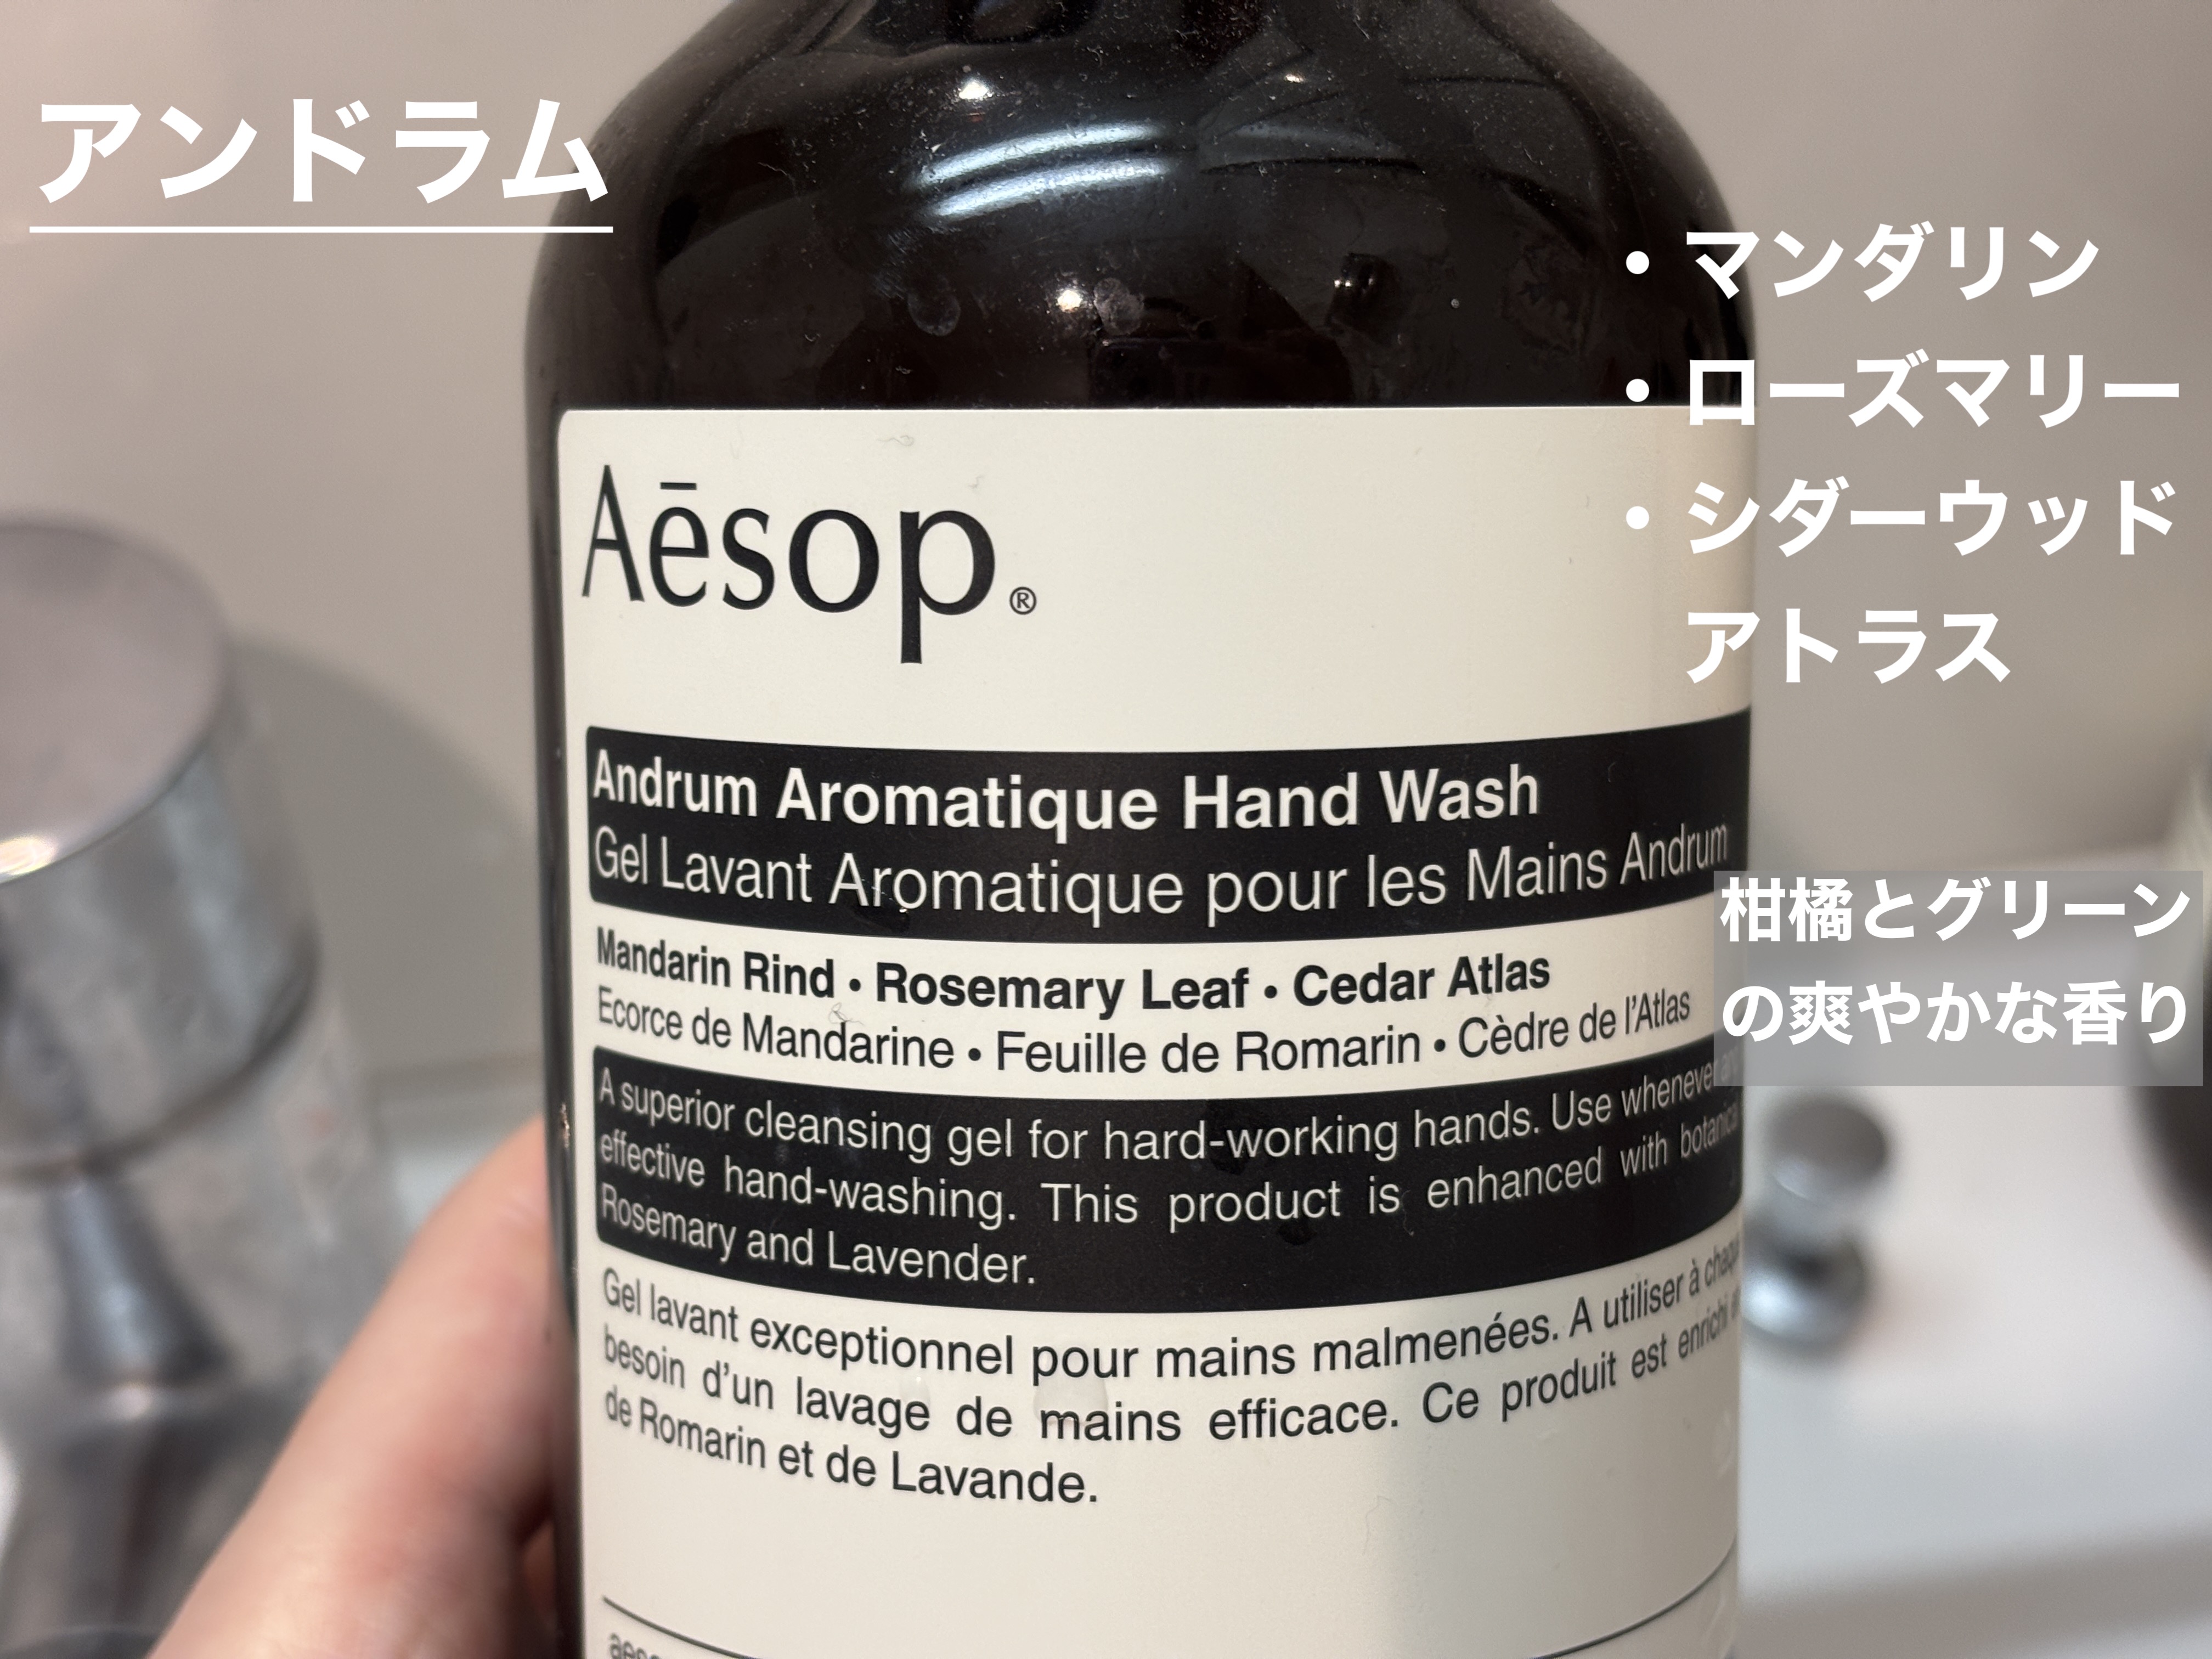 アンドラム
・マンダリン
・ローズマリー
・シダーウッド
アトラス
Aēsop®
Andrum Aromatique Hand Wash
Gel Lavant Aromatique pour les Mains Andrum
柑橘とグリーン
の爽やかな香り
Mandarin Rind • Rosemary Leaf • Cedar Atlas
Ecorce de Mandarine • Feuille de Romarin • Cèdre de l'Atlas
A superior cleansing gel for hard-working hands. Use whenever
effective hand-washing. This product is enhanced with
Rosemary and Lavender.
Gel lavant exceptionnel pour mains malmenées. A utiliser à
besoin d'un lavage de mains efficace. Ce produit est enrichi
de Romarin et de Lavande.